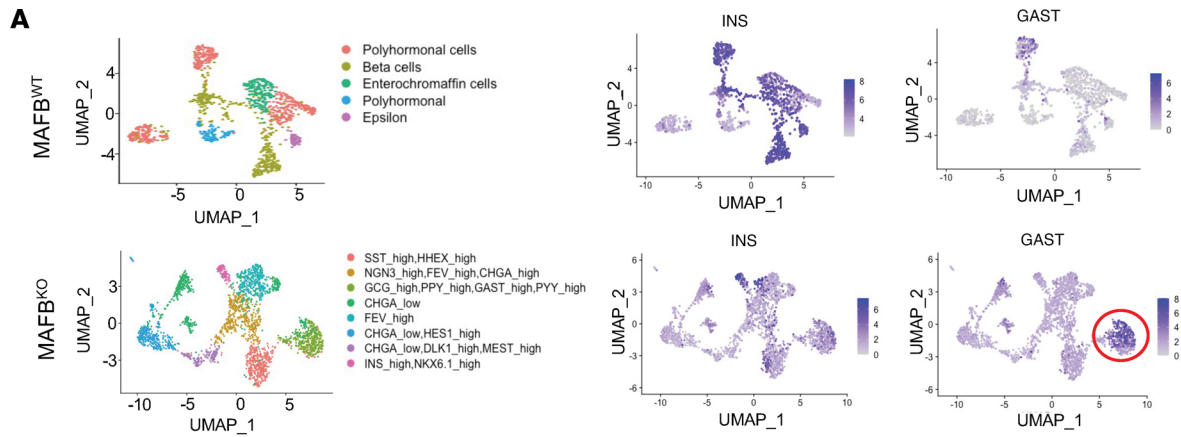 A
MAFBWT
UMAP_2
4
0
-4
-5
0
5
UMAP_1
Polyhormonal cells
Beta cells
Enterochromaffin cells
Polyhormonal
Epsilon
INS
UMAP_2
4
0
-4
-10
-5
0
5
UMAP_1
8
6
4
GAST
UMAP_2
4
0
-4
-10
-5
0
5
UMAP_1
6
4
2
0
MAFBKO
UMAP_2
3
0
-3
-10
-5
0
5
UMAP_1
SST_high,HHEX_high
NGN3_high,FEV_high,CHGA_high
GCG_high,PPY_high,GAST_high,PYY_high
CHGA_low
FEV_high
CHGA_low,HES1_high
CHGA_low,DLK1_high,MEST_high
INS_high,NKX6.1_high
INS
UMAP_2
6
3
0
-3
-6
-10
-5
0
5
10
UMAP_1
6
4
2
0
GAST
UMAP_2
6
3
0
-3
-6
-10
-5
0
5
10
UMAP_1
8
6
4
2
0